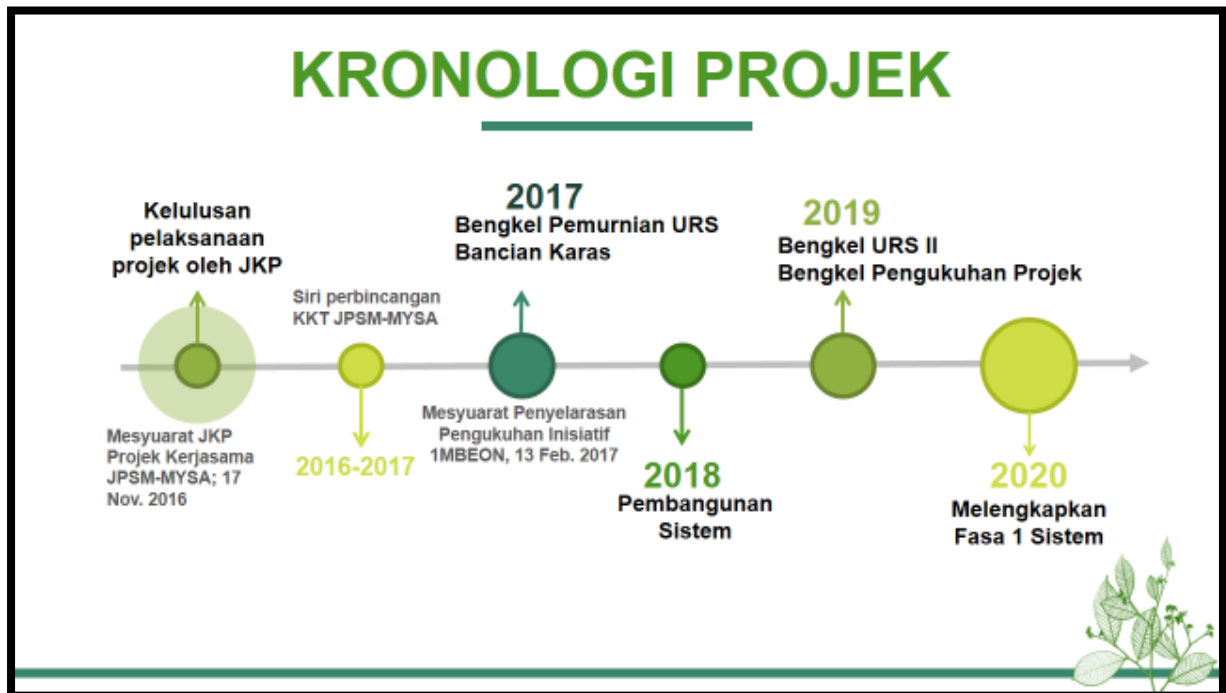 KRONOLOGI PROJEK
Kelulusan
pelaksanaan
projek oleh JKP
Mesyuarat JKP
Projek Kerjasama
JPSM-MYSA; 17
Nov. 2016
Siri perbincangan
KKT JPSM-MYSA
2016-2017
2017
Bengkel Pemurnian URS
Bancian Karas
Mesyuarat Penyelarasan
Pengukuhan Inisiatif
1MBEON, 13 Feb. 2017
2018
Pembangunan
Sistem
2019
Bengkel URS II
Bengkel Pengukuhan Projek
2020
Melengkapkan
Fasa 1 Sistem